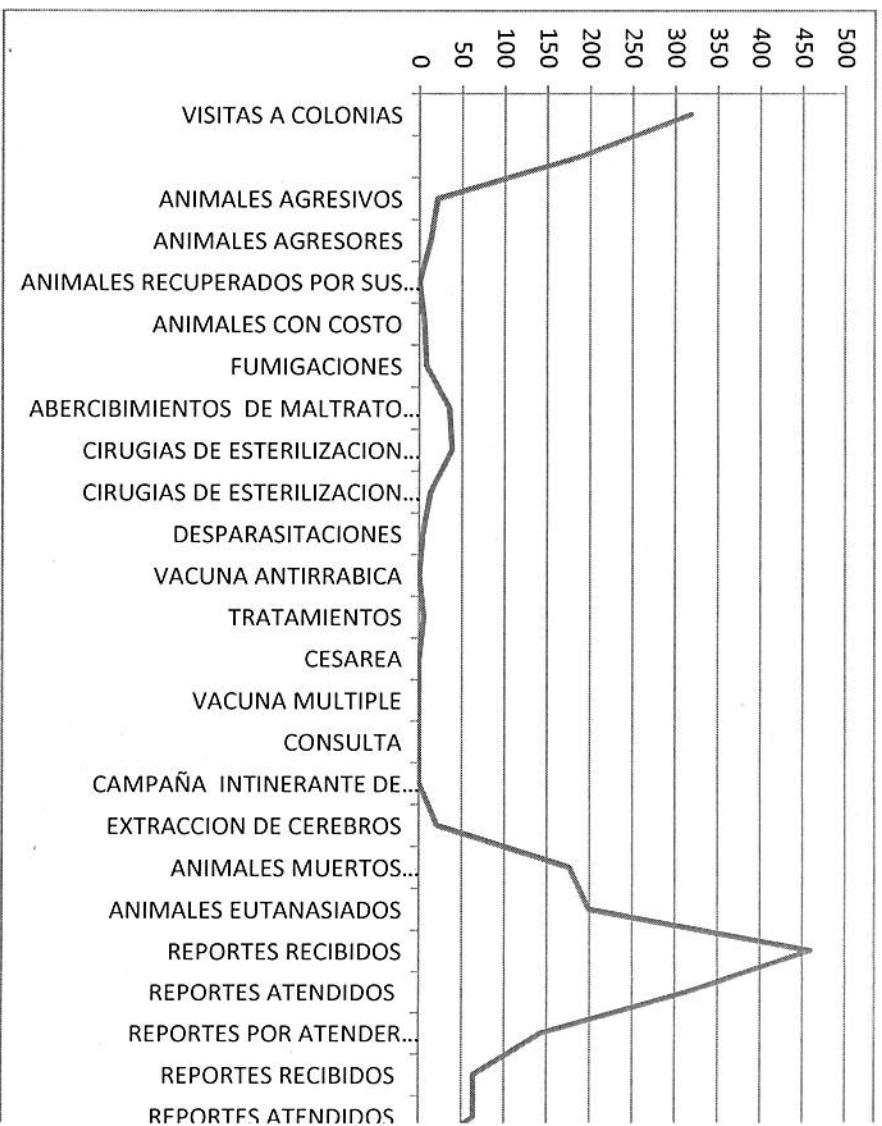 0
50
100
150
200
250
300
350
400
450
500
VISITAS A COLONIAS
ANIMALES AGRESIVOS
ANIMALES AGRESORES
ANIMALES RECUPERADOS POR SUS...
ANIMALES CON COSTO
FUMIGACIONES
ABERCIBIMIENTOS DE MALTRATO...
CIRUGIAS DE ESTERILIZACION...
CIRUGIAS DE ESTERILIZACION...
DESPARASITACIONES
VACUNA ANTIRRABICA
TRATAMIENTOS
CESAREA
VACUNA MULTIPLE
CONSULTA
CAMPAÑA INTINERANTE DE...
EXTRACCION DE CEREBROS
ANIMALES MUERTOS...
ANIMALES EUTANASIADOS
REPORTES RECIBIDOS
REPORTES ATENDIDOS
REPORTES POR ATENDER...
REPORTES RECIBIDOS
REPORTES ATENDIDOS